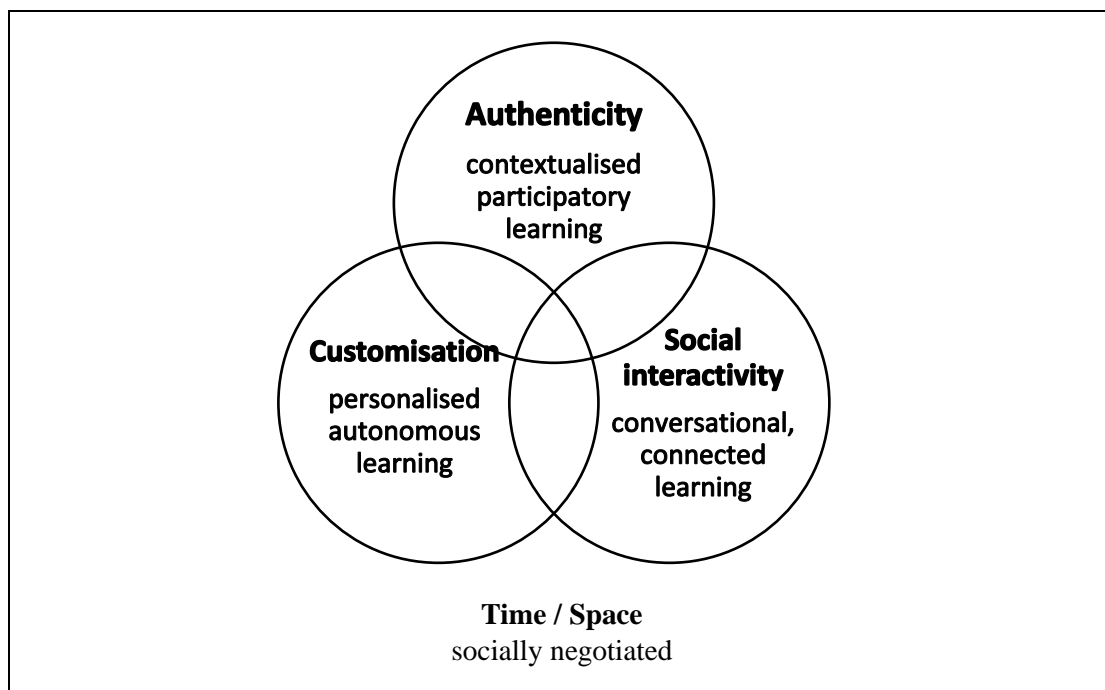 Authenticity
contextualised
participatory
learning
Customisation
personalised
autonomous
learning
Social
interactivity
conversational,
connected
learning
Time / Space
socially negotiated